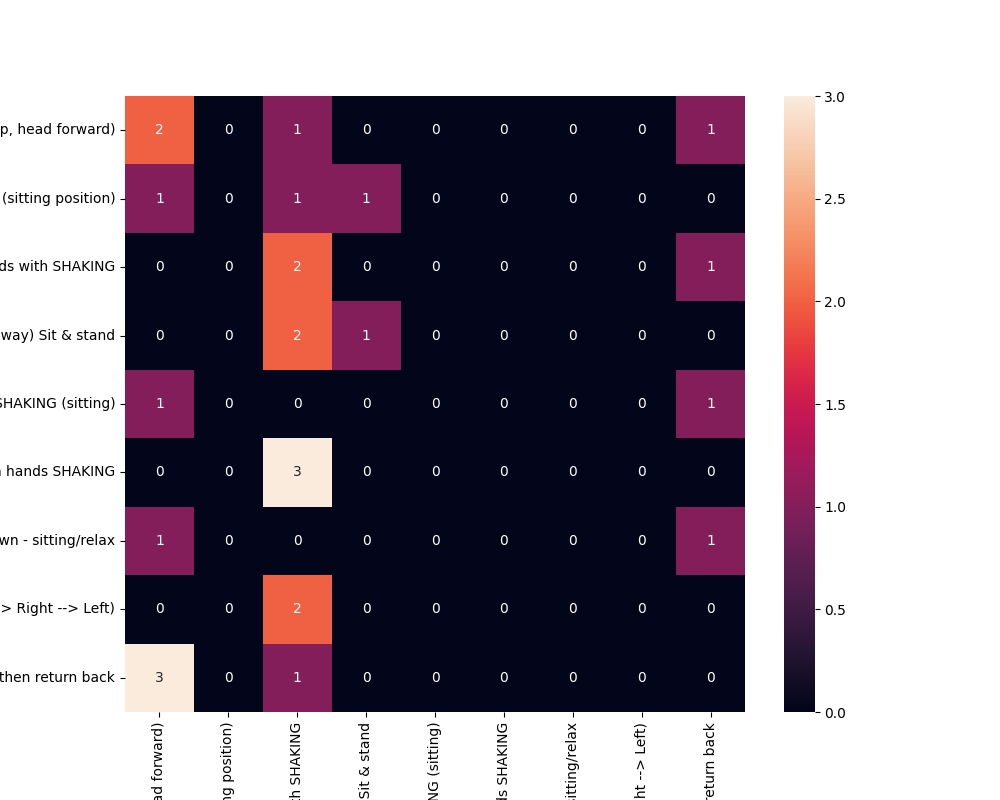 p, head forward) 2 0 1 0 0 0 0 0 1
(sitting position) 1 0 1 1 0 0 0 0 0
ds with SHAKING 0 0 2 0 0 0 0 0 1
way) Sit & stand 0 0 2 1 0 0 0 0 0
SHAKING (sitting) 1 0 0 0 0 0 0 0 1
hands SHAKING 0 0 3 0 0 0 0 0 0
wn - sitting/relax 1 0 0 0 0 0 0 0 1
> Right --> Left) 0 0 2 0 0 0 0 0 0
then return back 3 0 1 0 0 0 0 0 0
ad forward)
ng position)
th SHAKING
Sit & stand
NG (sitting)
ds SHAKING
sitting/relax
ht --> Left)
return back
3.0
2.5
2.0
1.5
1.0
0.5
0.0